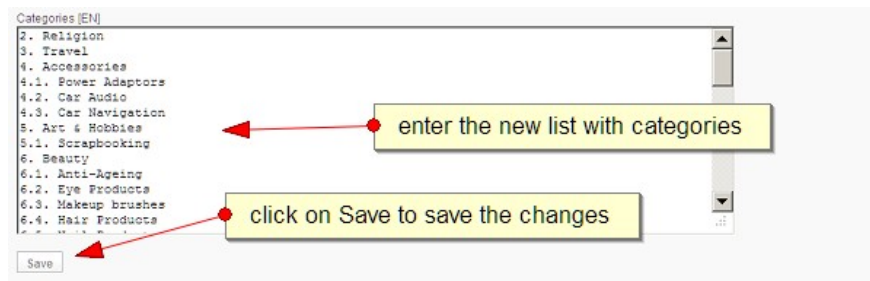 Categories [EN]
2. Religion
3. Travel
4. Accessories
4.1. Power Adaptors
4.2. Car Audio
4.3. Car Navigation
5. Art & Hobbies
5.1. Scrapbooking
6. Beauty
6.1. Anti-Ageing
6.2. Eye Products
6.3. Makeup brushes
6.4. Hair Products
enter the new list with categories
click on Save to save the changes
Save